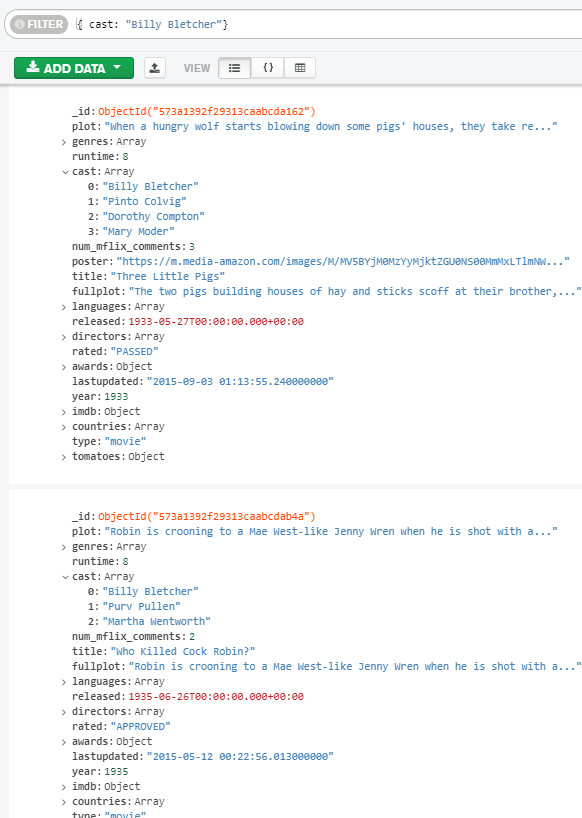 FILTER { cast: "Billy Bletcher"}
ADD DATA VIEW { }
_id: ObjectId("573a1392f29313caabcda162")
plot: "When a hungry wolf starts blowing down some pigs' houses, they take re..."
genres: Array
runtime: 8
cast: Array
0: "Billy Bletcher"
1: "Pinto Colvig"
2: "Dorothy Compton"
3: "Mary Moder"
num_mflix_comments: 3
poster: "https://m.media-amazon.com/images/M/MV5BYjM0MzYyMjktZGU0NS00MmMxLTlmNW..."
title: "Three Little Pigs"
fullplot: "The two pigs building houses of hay and sticks scoff at their brother,..."
languages: Array
released: 1933-05-27T00:00:00.000+00:00
directors: Array
rated: "PASSED"
awards: Object
lastupdated: "2015-09-03 01:13:55.240000000"
year: 1933
imdb: Object
countries: Array
type: "movie"
tomatoes: Object
_id: ObjectId("573a1392f29313caabcdab4a")
plot: "Robin is crooning to a Mae West-like Jenny Wren when he is shot with a..."
genres: Array
runtime: 8
cast: Array
0: "Billy Bletcher"
1: "Purv Pullen"
2: "Martha Wentworth"
num_mflix_comments: 2
title: "Who Killed Cock Robin?"
fullplot: "Robin is crooning to a Mae West-like Jenny Wren when he is shot with a..."
languages: Array
released: 1935-06-26T00:00:00.000+00:00
directors: Array
rated: "APPROVED"
awards: Object
lastupdated: "2015-05-12 00:22:56.013000000"
year: 1935
imdb: Object
countries: Array
type: "movie"